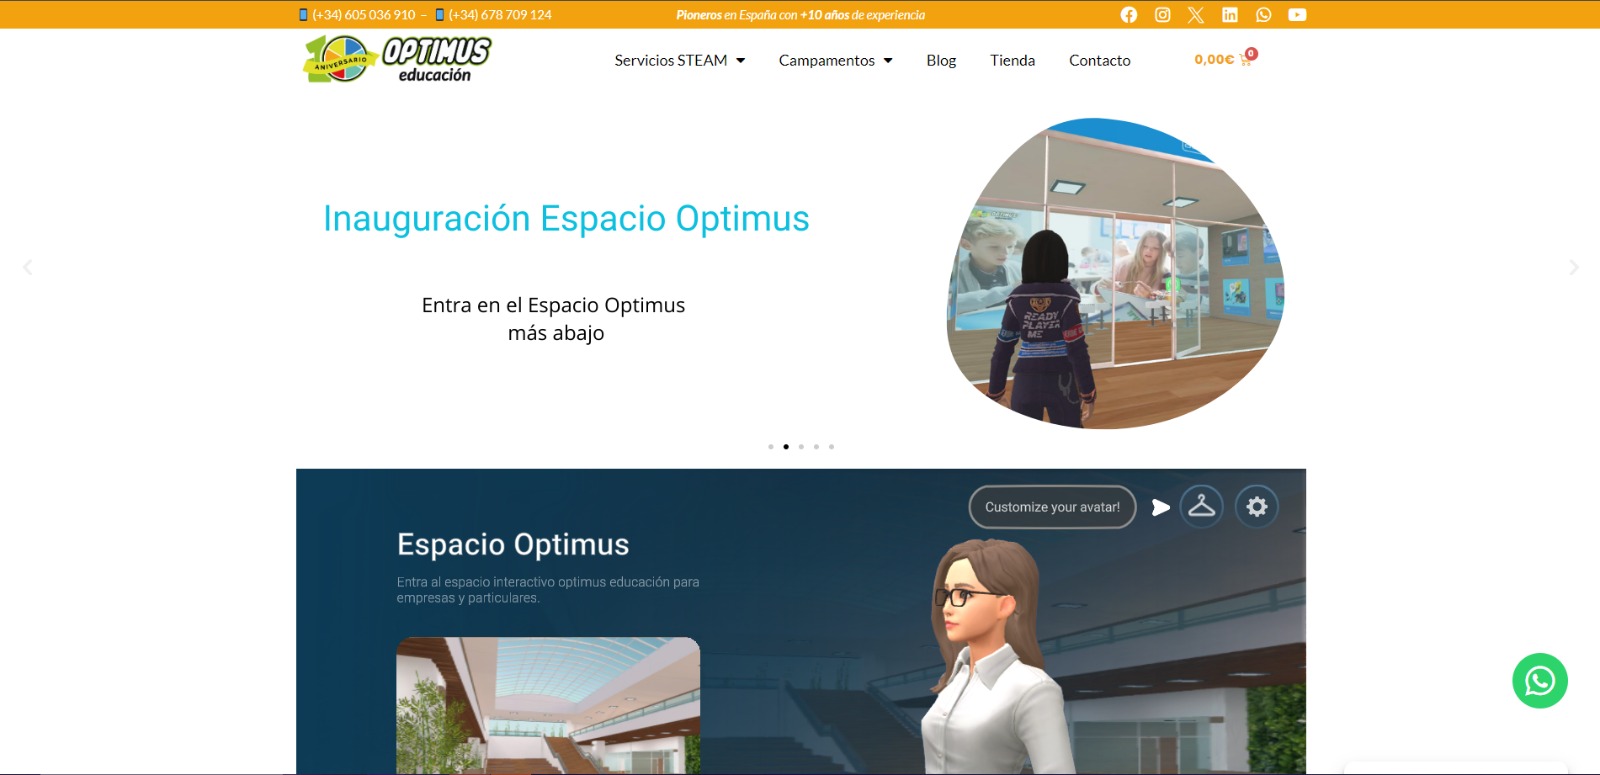 (+34) 605 036 910 – (+34) 678 709 124
Pioneros en España con +10 años de experiencia
10 ANIVERSARIO
OPTIMUS
educación
Servicios STEAM
Campamentos
Blog
Tienda
Contacto
0,00€
0
Inauguración Espacio Optimus
Entra en el Espacio Optimus
más abajo
READY
PLAYER
ME
Customize your avatar!
Espacio Optimus
Entra al espacio interactivo optimus educación para
empresas y particulares.